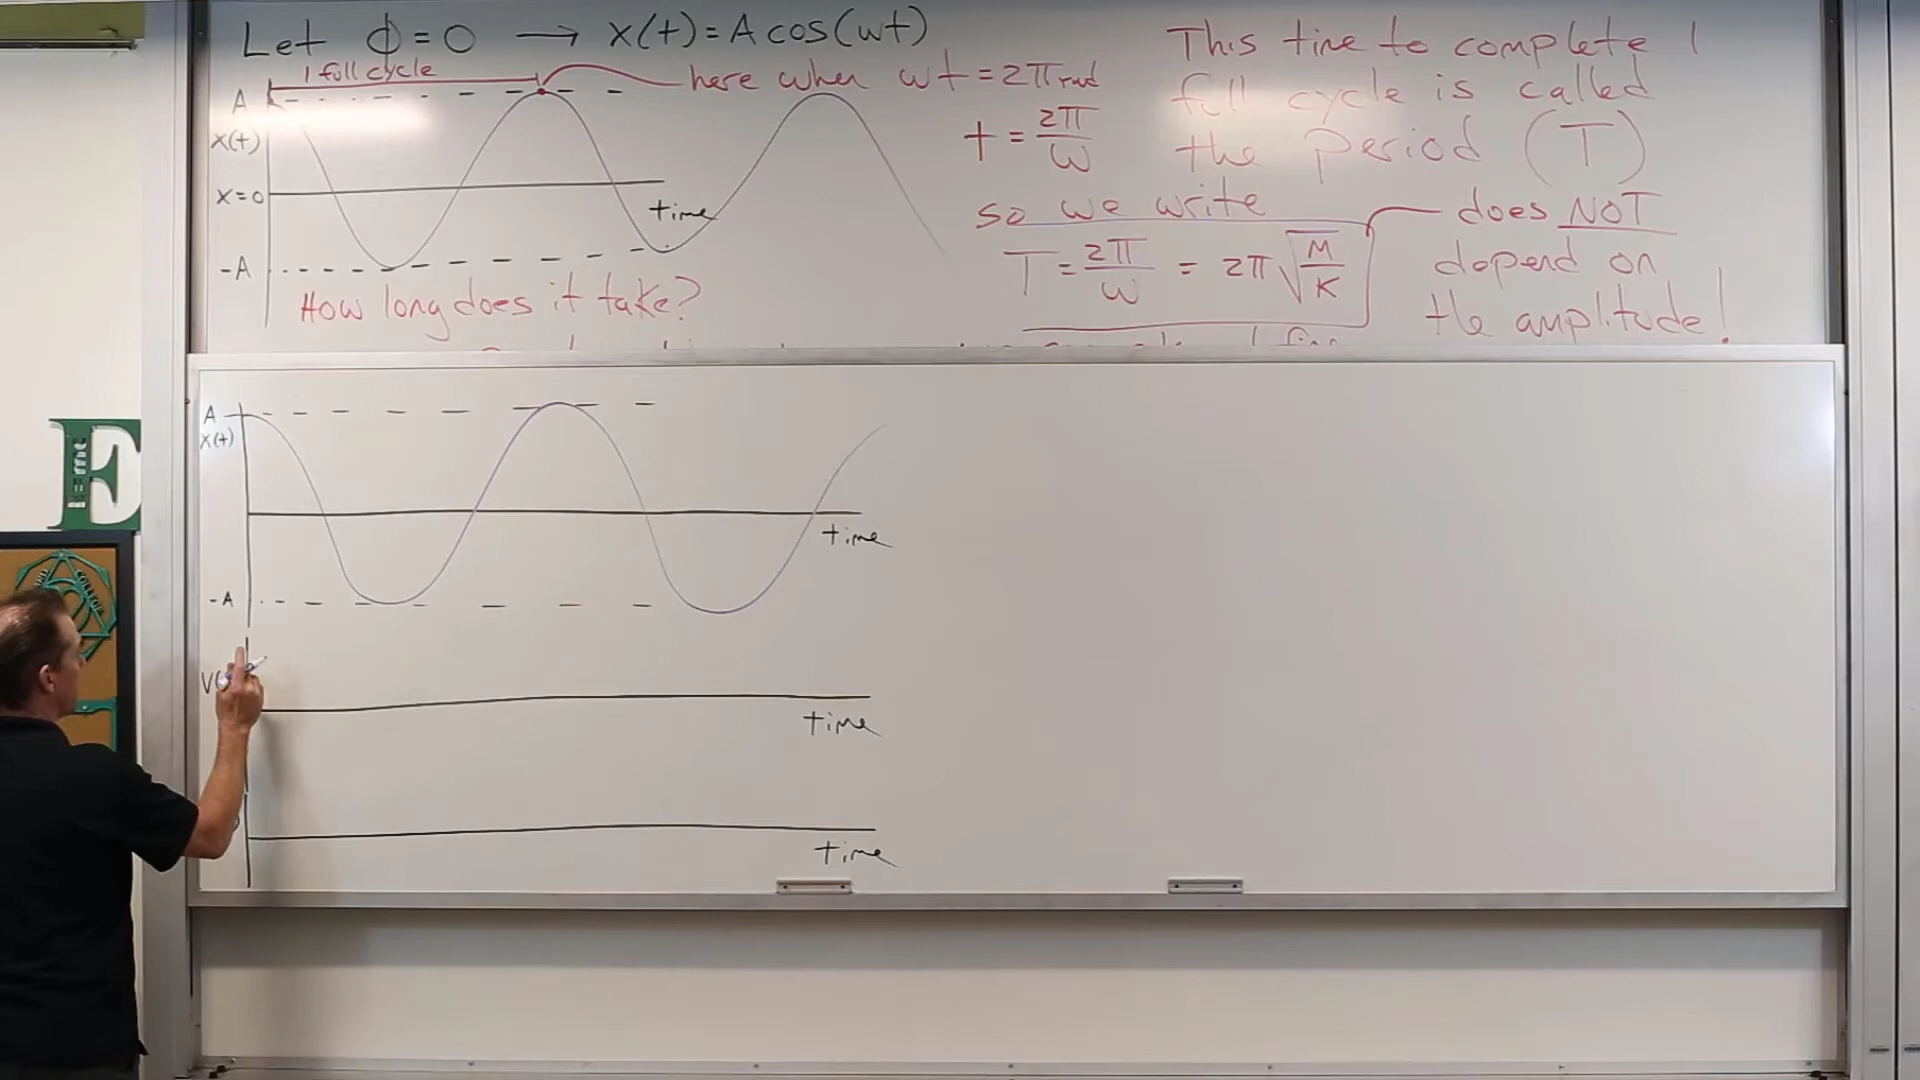 Let ϕ=0 → x(t)=A cos(ωt)
1 full cycle
here when ωt=2π rad
A
x(t)
x=0
-A
time
How long does it take?
t = 2π/ω
so we write
T = 2π/ω = 2π√(M/K)
This time to complete 1
full cycle is called
the period (T)
does NOT
depend on
the amplitude!
A
x(t)
-A
time
time
time
E
E=mc